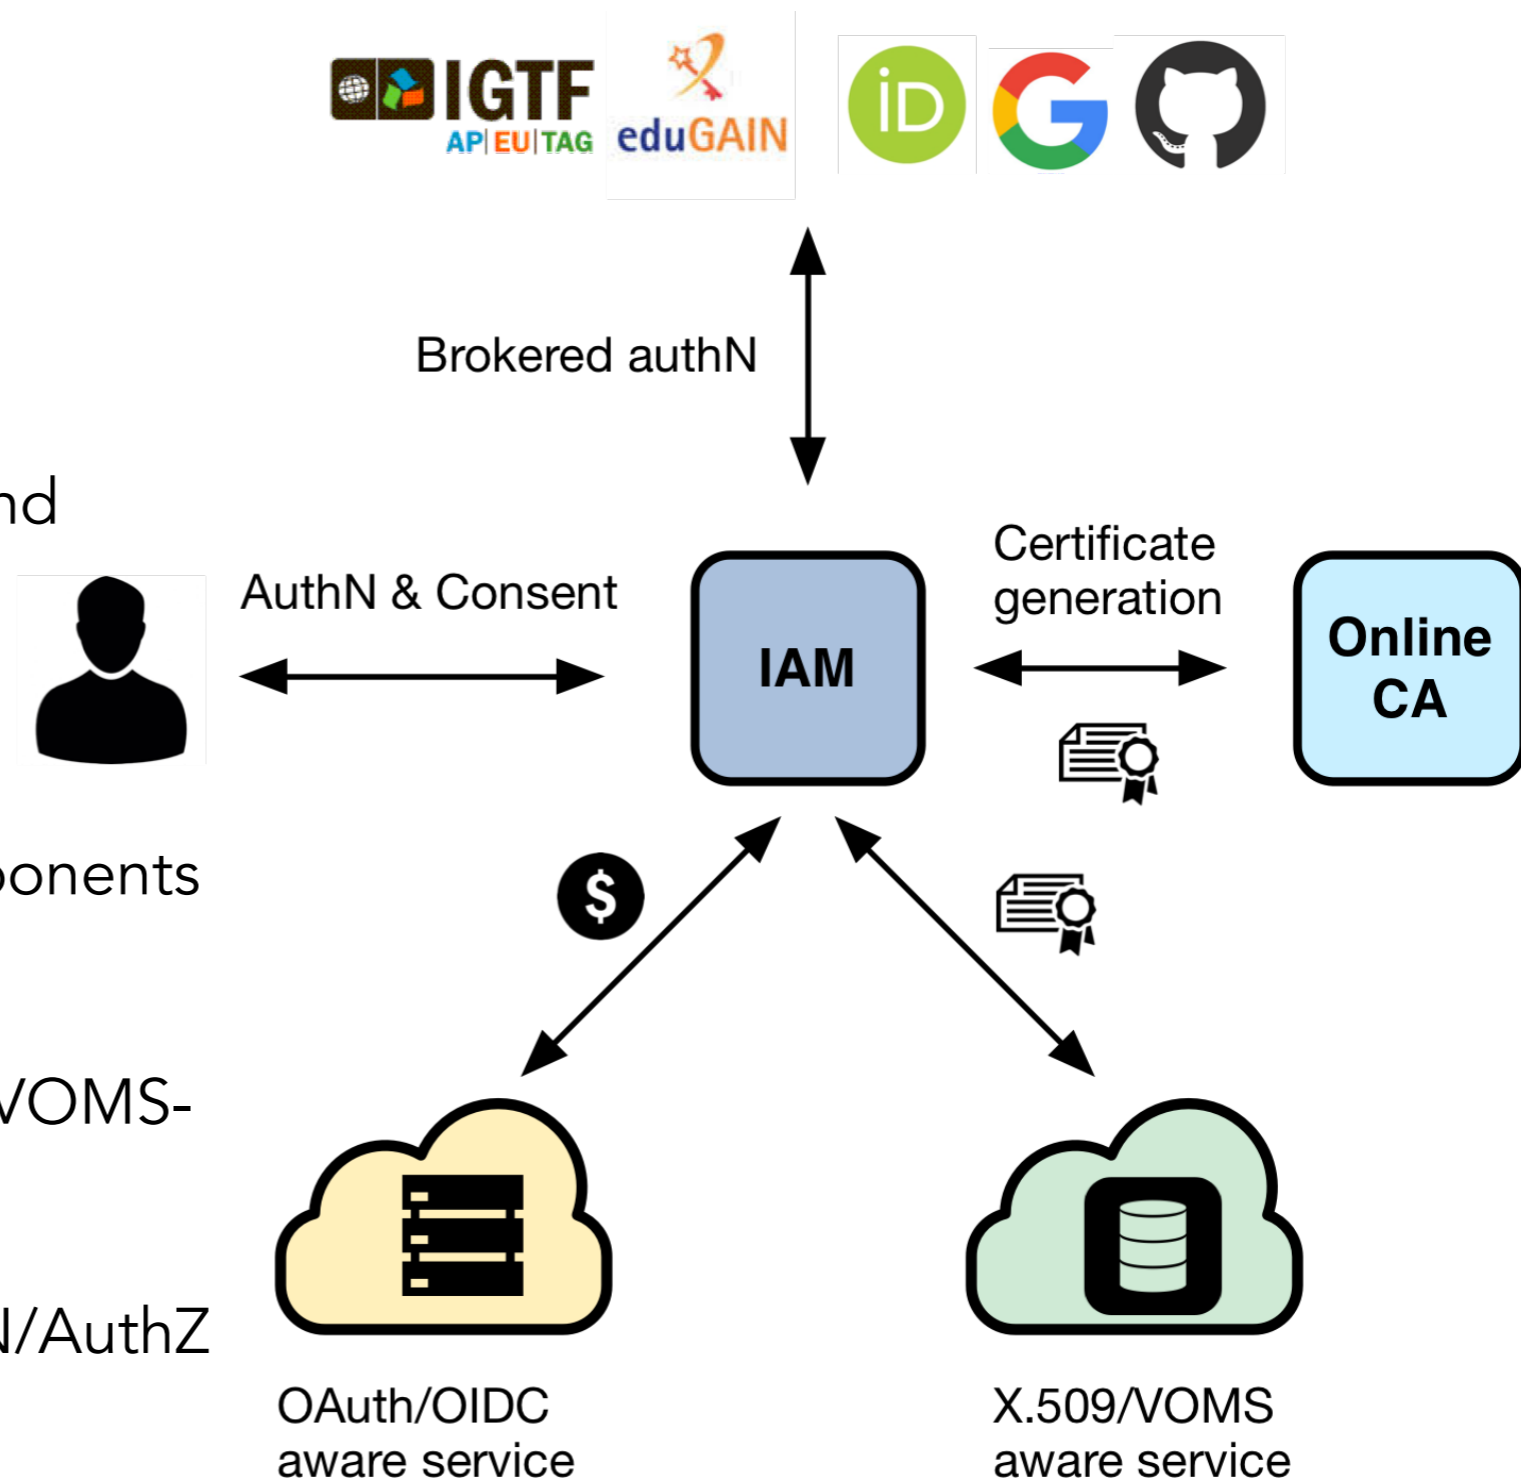 IGTF
AP|EU|TAG
eduGAIN
iD
Brokered authN
nd
AuthN & Consent
Certificate
generation
IAM
Online
CA
$
ponents
VOMS-
/AuthZ
OAuth/OIDC
aware service
X.509/VOMS
aware service